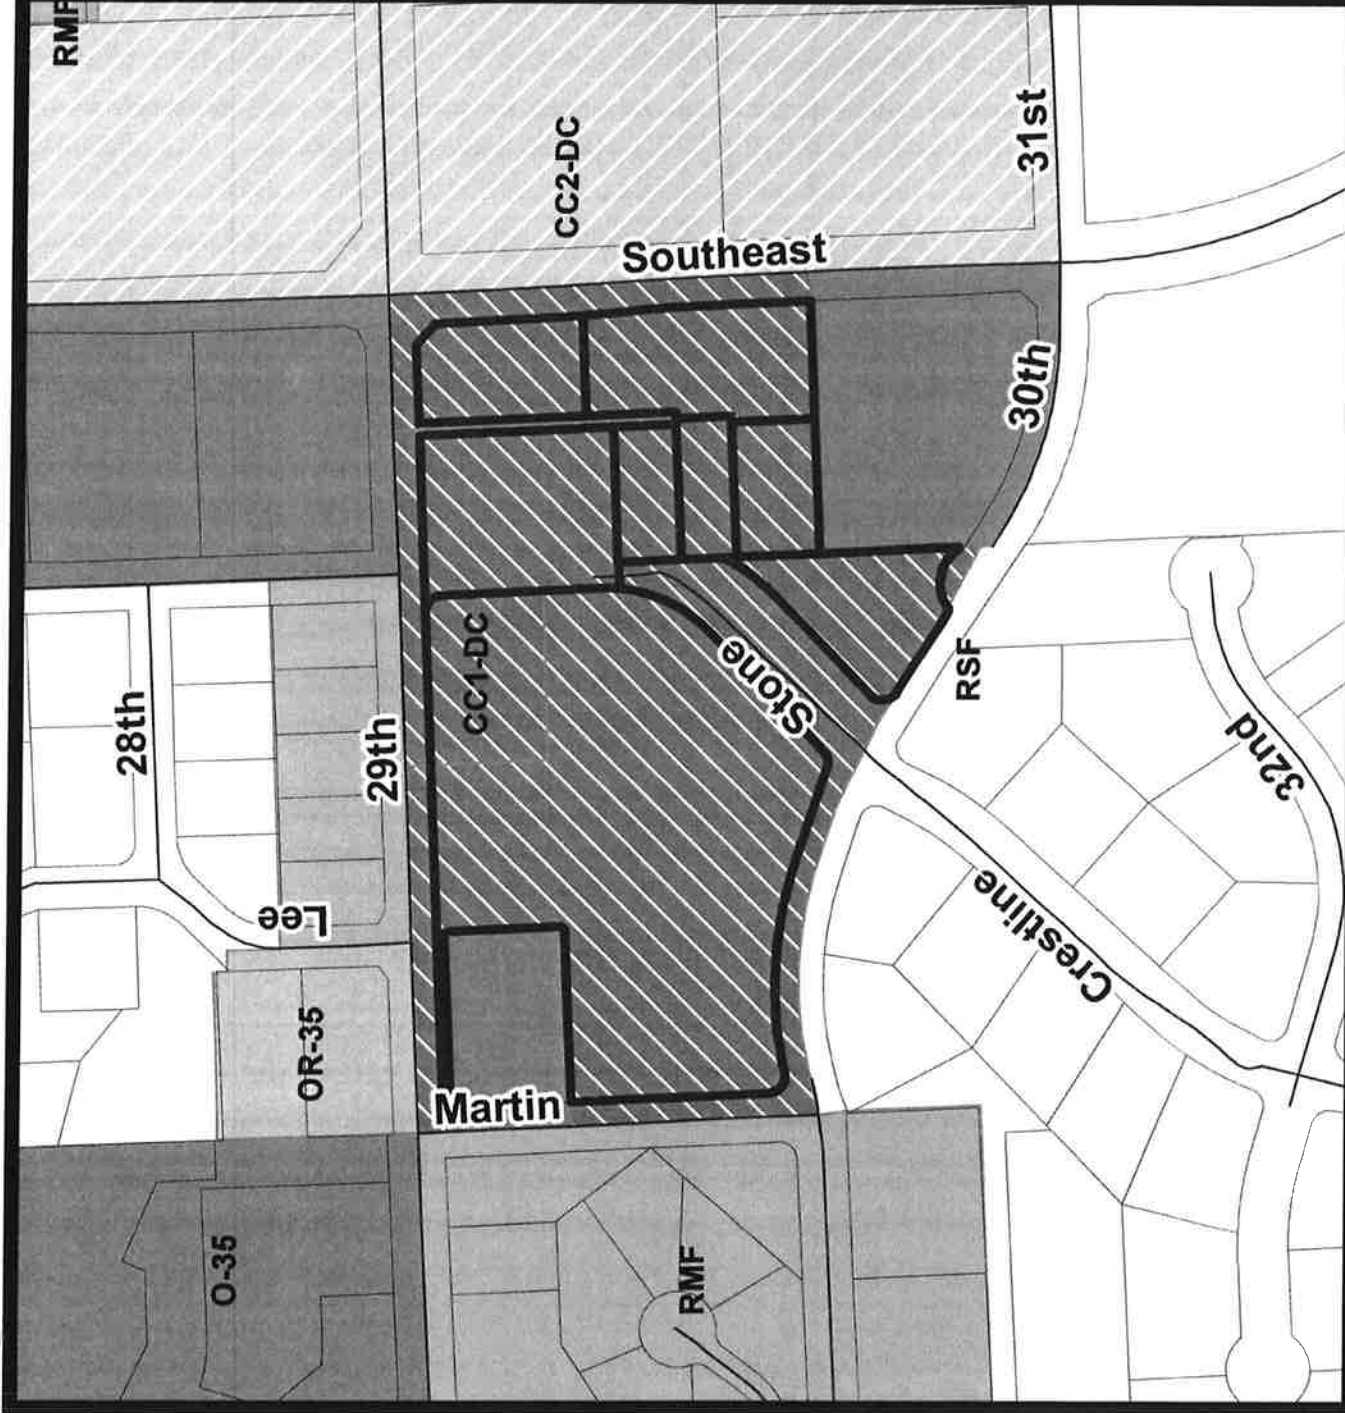 RMF
CC2-DC
31st
Southeast
30th
CC1-DC
28th
29th
Stone
RSF
32nd
Lee
Crestline
OR-35
Martin
O-35
RMF